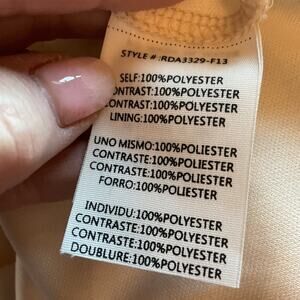 STYLE # :RDA3329-F13
SELF:100%POLYESTER
ONTRAST:100%POLYESTER
CONTRAST:100%POLYESTER
LINING:100%POLYESTER
UNO MISMO:100%POLIESTER
CONTRASTE:100%POLIESTER
CONTRASTE:100%POLIESTER
FORRO:100%POLIESTER
INDIVIDU:100%POLYESTER
CONTRASTE:100%POLYESTER
CONTRASTE:100%POLYESTER
DOUBLURE:100%POLYESTER